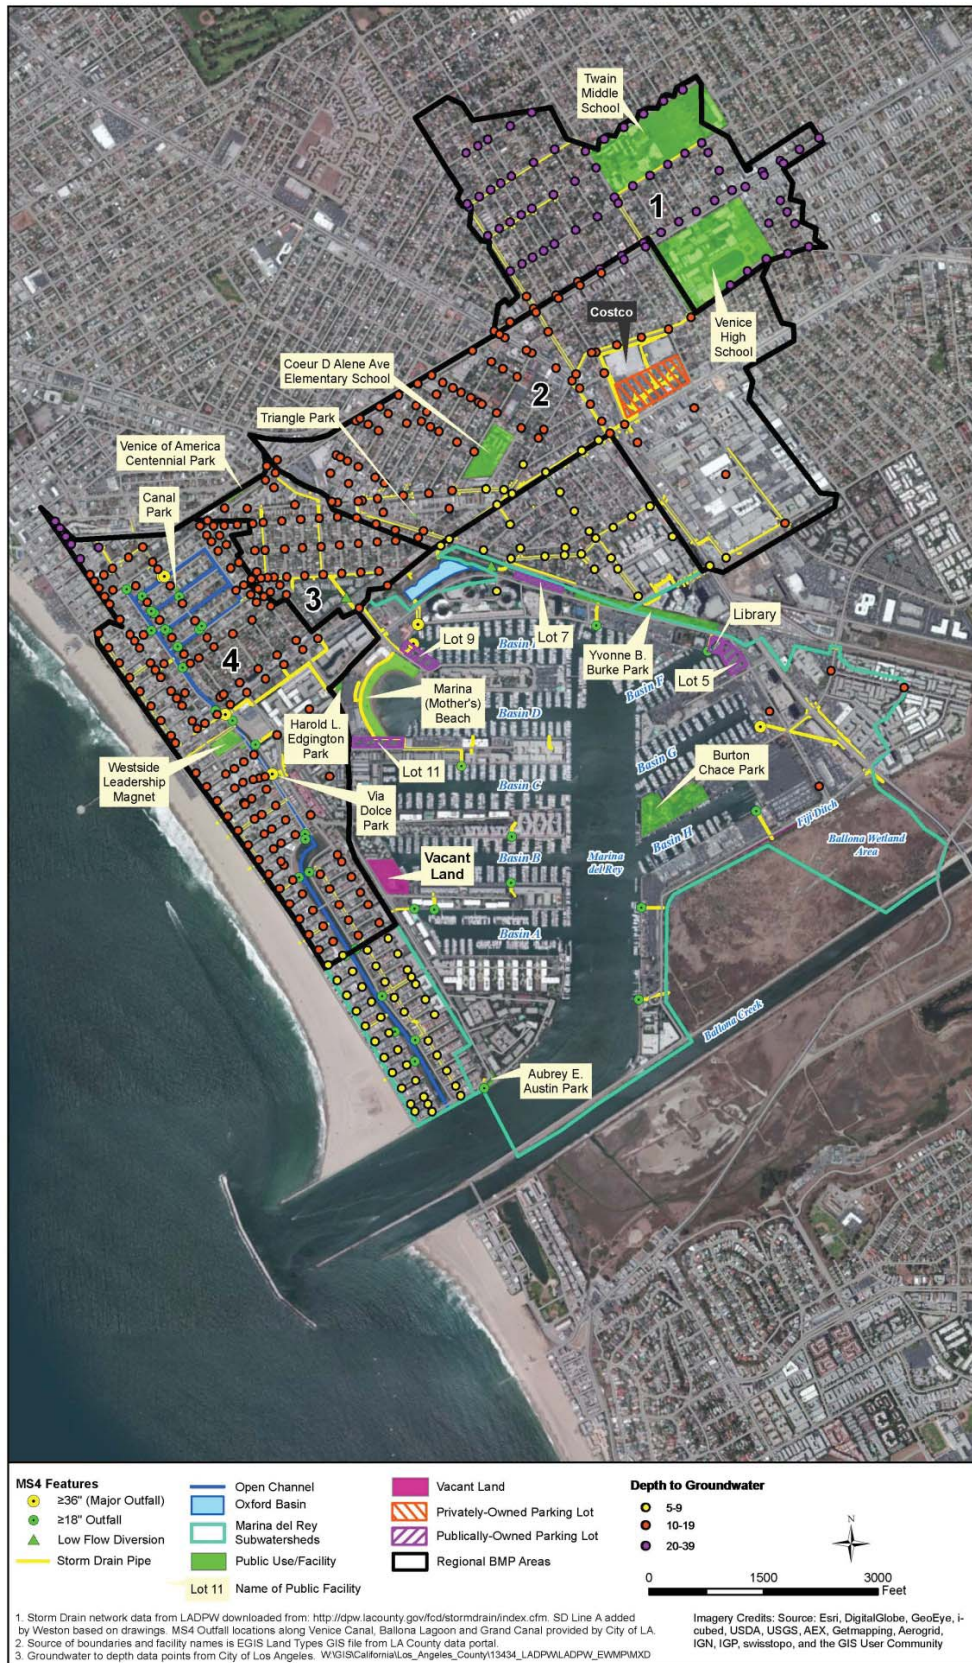 Twain
Middle
School
1
Costco
Venice
High
School
Coeur D Alene Ave
Elementary School
2
Triangle Park
Venice of America
Centennial Park
Canal
Park
3
Library
Lot 9
Lot 7
Yvonne B.
Burke Park
Lot 5
Basin F
4
Marina
(Mother's)
Beach
Basin D
Harold L.
Edgington
Park
Westside
Leadership
Magnet
Lot 11
Basin G
Burton
Chace Park
Basin C
Via
Dolce
Park
Fiji Ditch
Basin H
Ballona Wetland
Area
Vacant
Land
Basin B
Marina
del Rey
Basin A
Ballona Creek
Aubrey E.
Austin Park
MS4 Features
≥36" (Major Outfall)
≥18" Outfall
Low Flow Diversion
Storm Drain Pipe
Open Channel
Oxford Basin
Marina del Rey
Subwatersheds
Public Use/Facility
Lot 11 Name of Public Facility
Vacant Land
Privately-Owned Parking Lot
Publically-Owned Parking Lot
Regional BMP Areas
Depth to Groundwater
5-9
10-19
20-39
N
0 1500 3000
Feet
1. Storm Drain network data from LADPW downloaded from: http://dpw.lacounty.gov/fcd/stormdrain/index.cfm. SD Line A added
by Weston based on drawings. MS4 Outfall locations along Venice Canal, Ballona Lagoon and Grand Canal provided by City of LA.
2. Source of boundaries and facility names is EGIS Land Types GIS file from LA County data portal.
3. Groundwater to depth data points from City of Los Angeles. W:\GIS\California\Los_Angeles_County\13434_LADPW\LADPW_EWMP\MXD
Imagery Credits: Source: Esri, DigitalGlobe, GeoEye, i-
cubed, USDA, USGS, AEX, Getmapping, Aerogrid,
IGN, IGP, swisstopo, and the GIS User Community